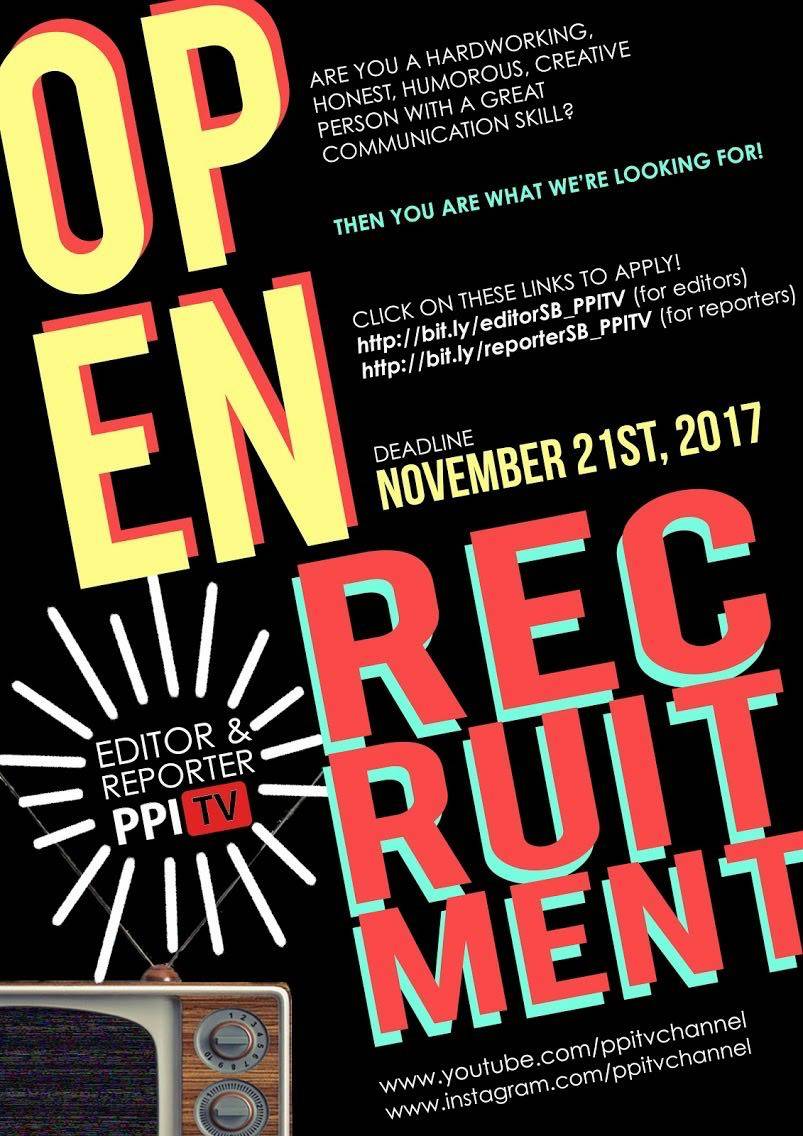 OP
EN
ARE YOU A HARDWORKING,
HONEST, HUMOROUS, CREATIVE
PERSON WITH A GREAT
COMMUNICATION SKILL?
THEN YOU ARE WHAT WE'RE LOOKING FOR!
CLICK ON THESE LINKS TO APPLY!
http://bit.ly/editorSB_PPITV (for editors)
http://bit.ly/reporterSB_PPITV (for reporters)
DEADLINE
NOVEMBER 21ST, 2017
REC
RUIT
MENT
EDITOR &
REPORTER
PPI TV
www.youtube.com/ppitvchannel
www.instagram.com/ppitvchannel